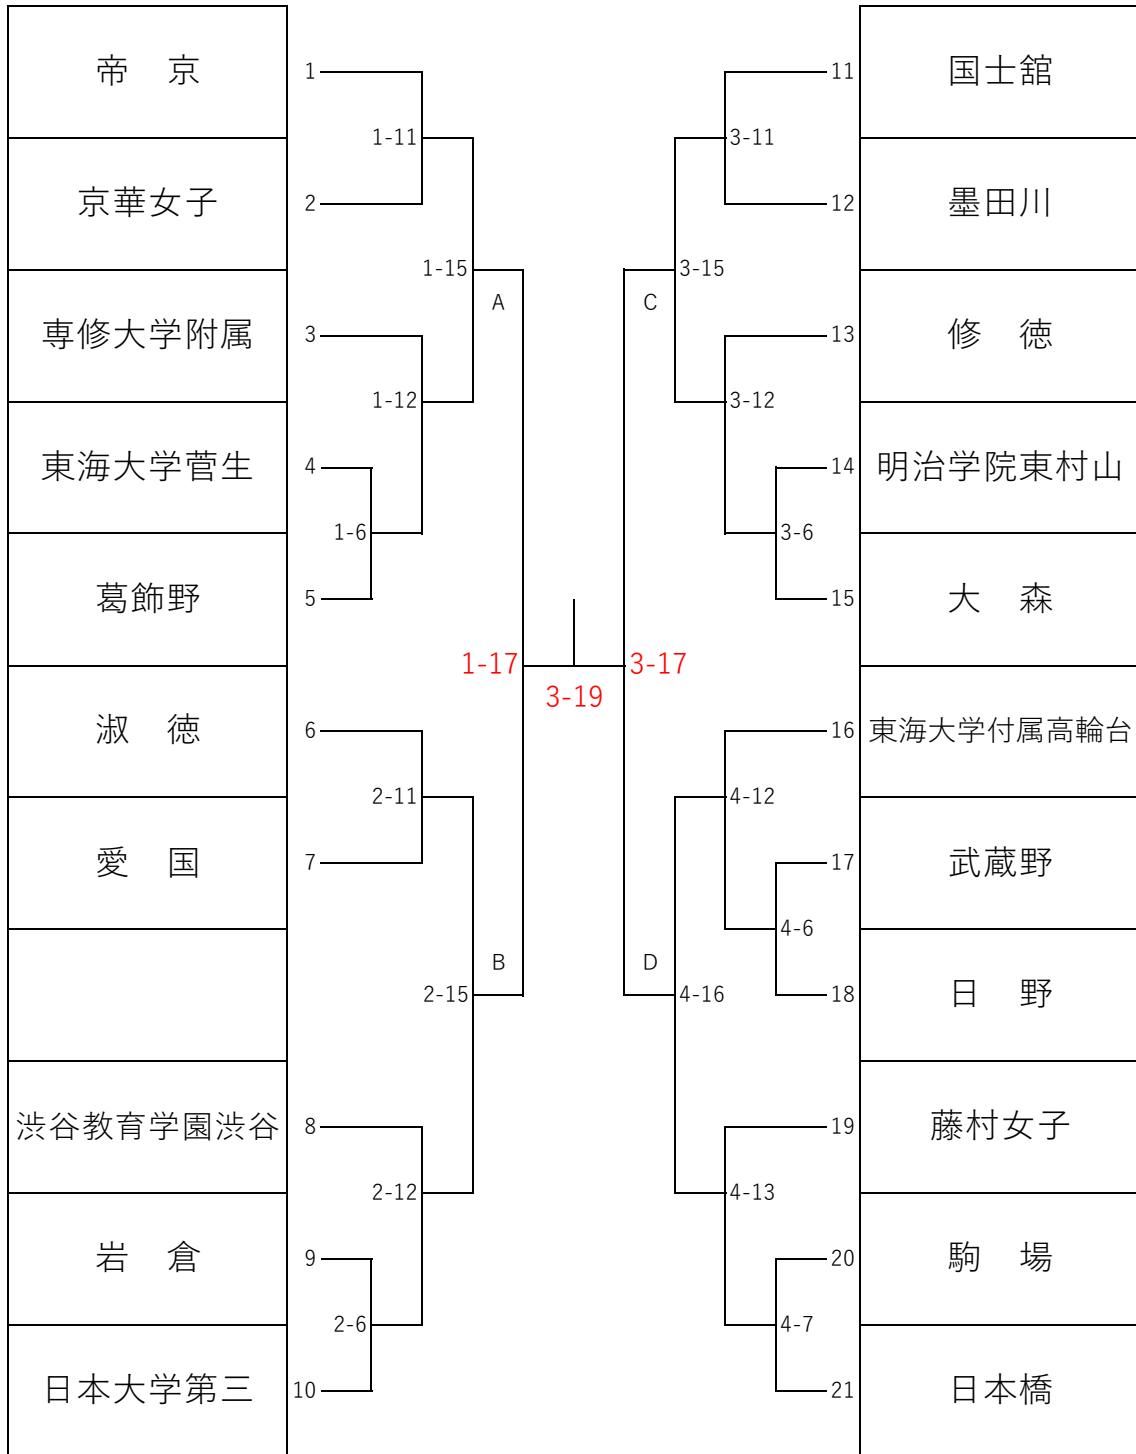 帝　京
1
京華女子
2
専修大学附属
3
東海大学菅生
4
葛飾野
5
淑　徳
6
愛　国
7
渋谷教育学園渋谷
8
岩　倉
9
日本大学第三
10
1-11
1-15
A
1-12
1-6
1-17
2-11
B
2-15
2-12
2-6
3-19
3-11
3-15
C
3-12
3-6
3-17
4-12
4-6
D
4-16
4-13
4-7
11
国士舘
12
墨田川
13
修　徳
14
明治学院東村山
15
大　森
16
東海大学付属高輪台
17
武蔵野
18
日　野
19
藤村女子
20
駒　場
21
日本橋